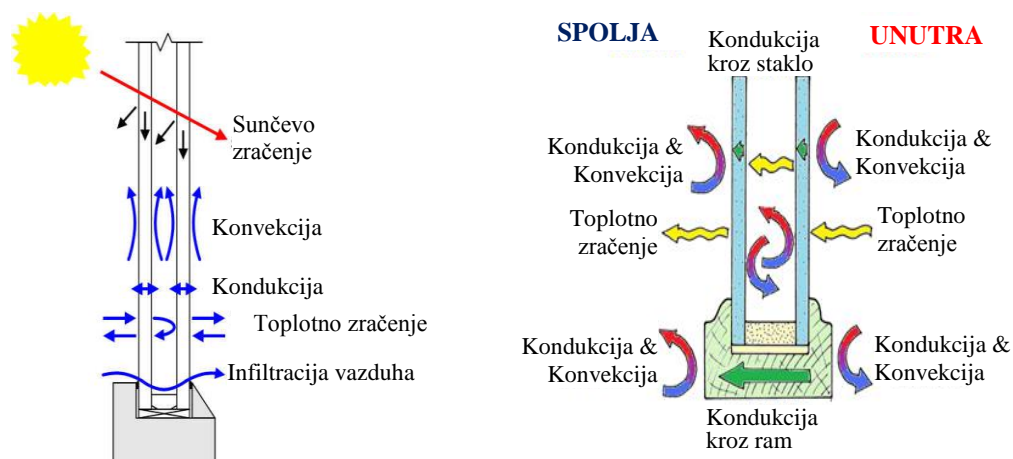 Sunčevo
zračenje
Konvekcija
Kondukcija
Toplotno zračenje
Infiltracija vazduha
SPOLJA
Kondukcija
kroz staklo
UNUTRA
Kondukcija &
Konvekcija
Kondukcija &
Konvekcija
Toplotno
zračenje
Toplotno
zračenje
Kondukcija &
Konvekcija
Kondukcija &
Konvekcija
Kondukcija
kroz ram